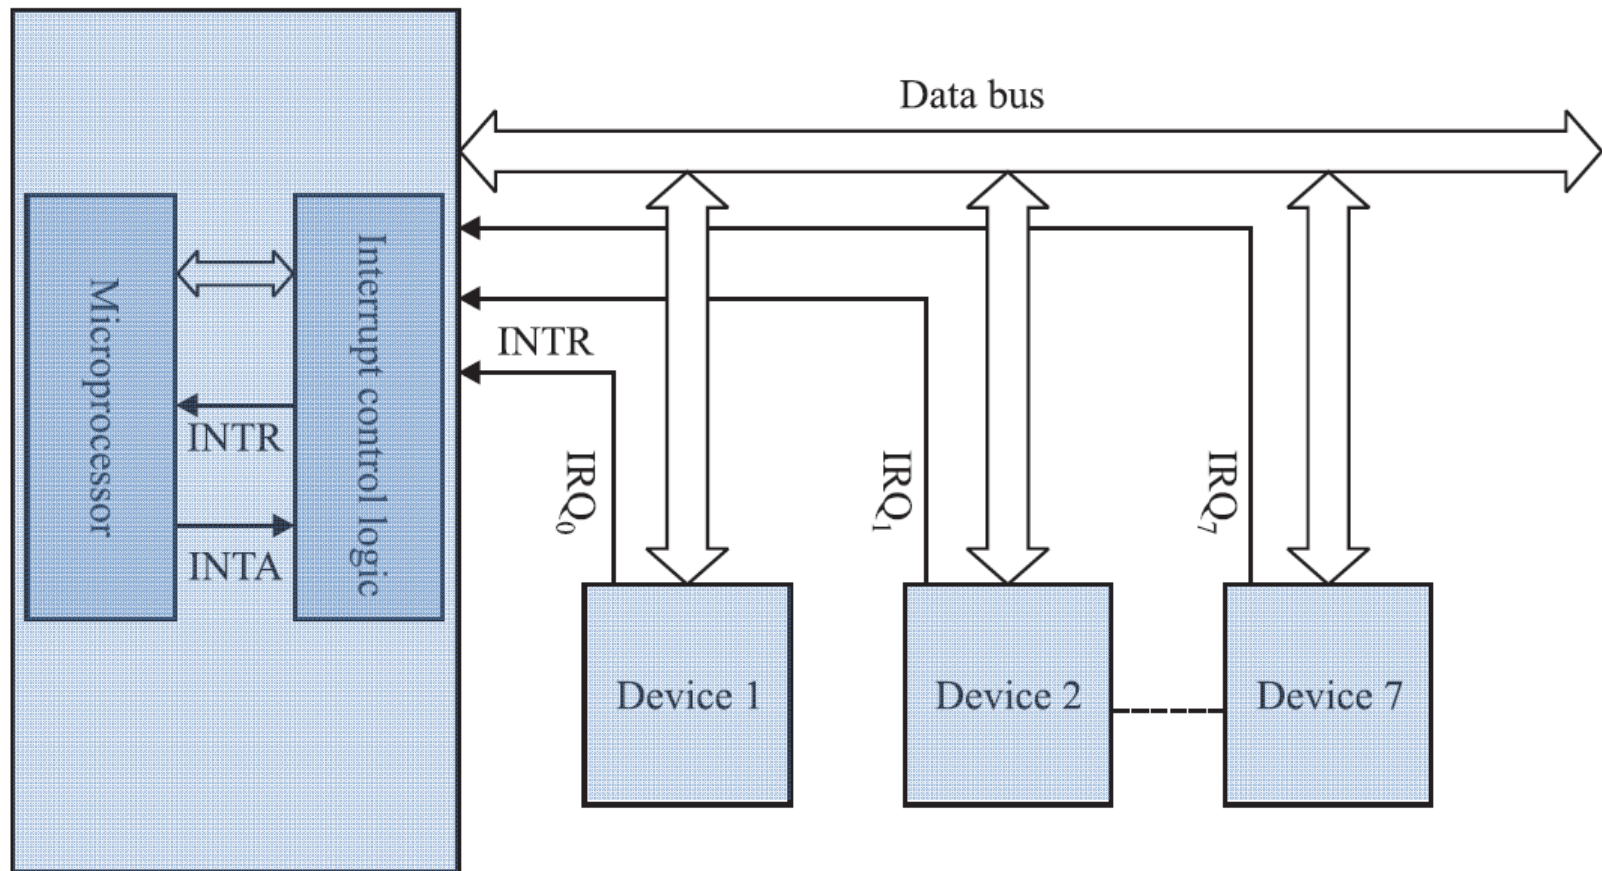 Data bus
Microprocessor
Interrupt control logic
INTR
INTA
INTR
IRQ₀
IRQ₁
IRQ₇
Device 1
Device 2
Device 7